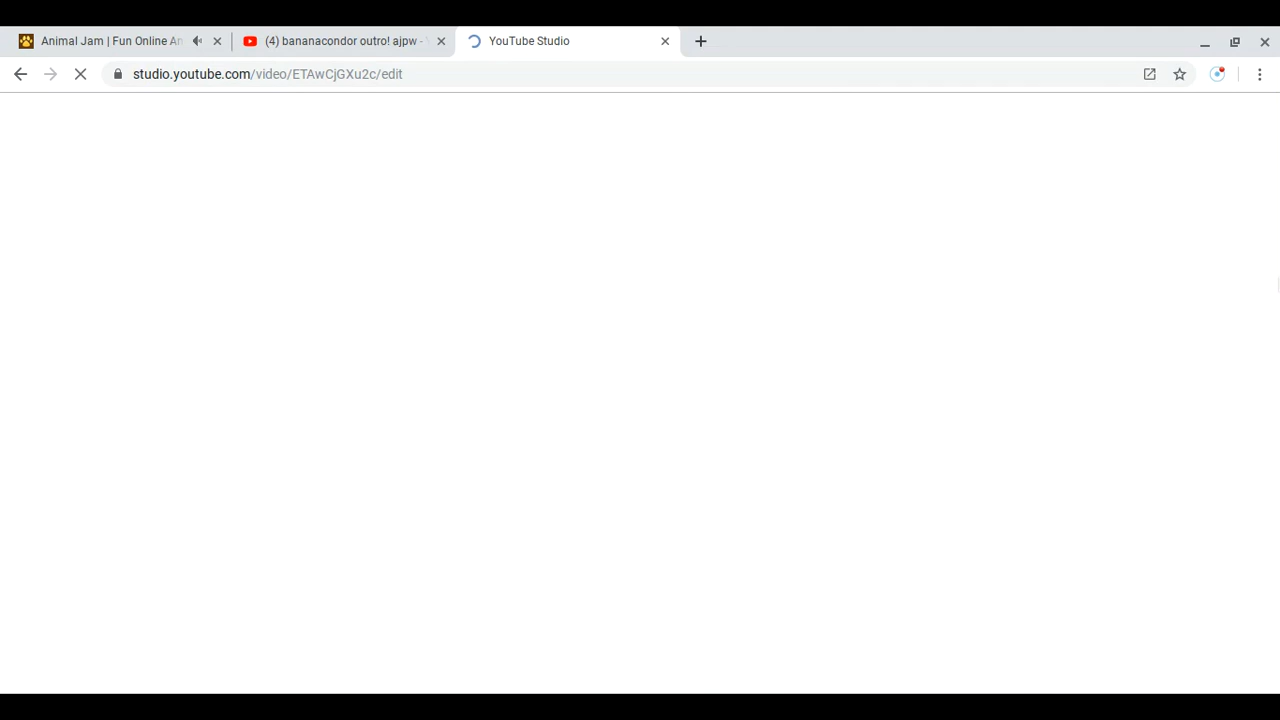 Animal Jam | Fun Online An
(4) bananacondor outro! ajpw -
YouTube Studio
studio.youtube.com/video/ETAwCjGXu2c/edit